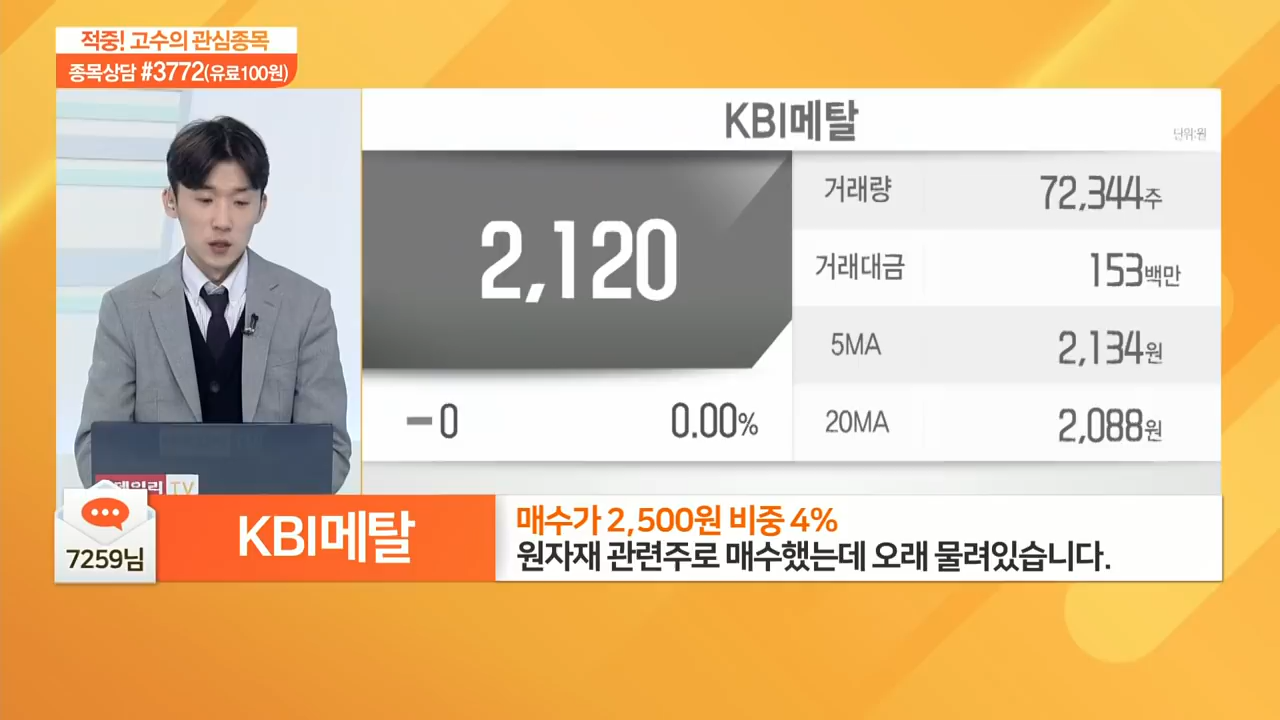 적중! 고수의 관심종목
종목상담 #3772(유료100원)
KBI메탈
단위:원
2,120
-0 0.00%
거래량 72,344주
거래대금 153백만
5MA 2,134원
20MA 2,088원
데일리 TV
7259님
KBI메탈
매수가 2,500원 비중 4%
원자재 관련주로 매수했는데 오래 물려있습니다.